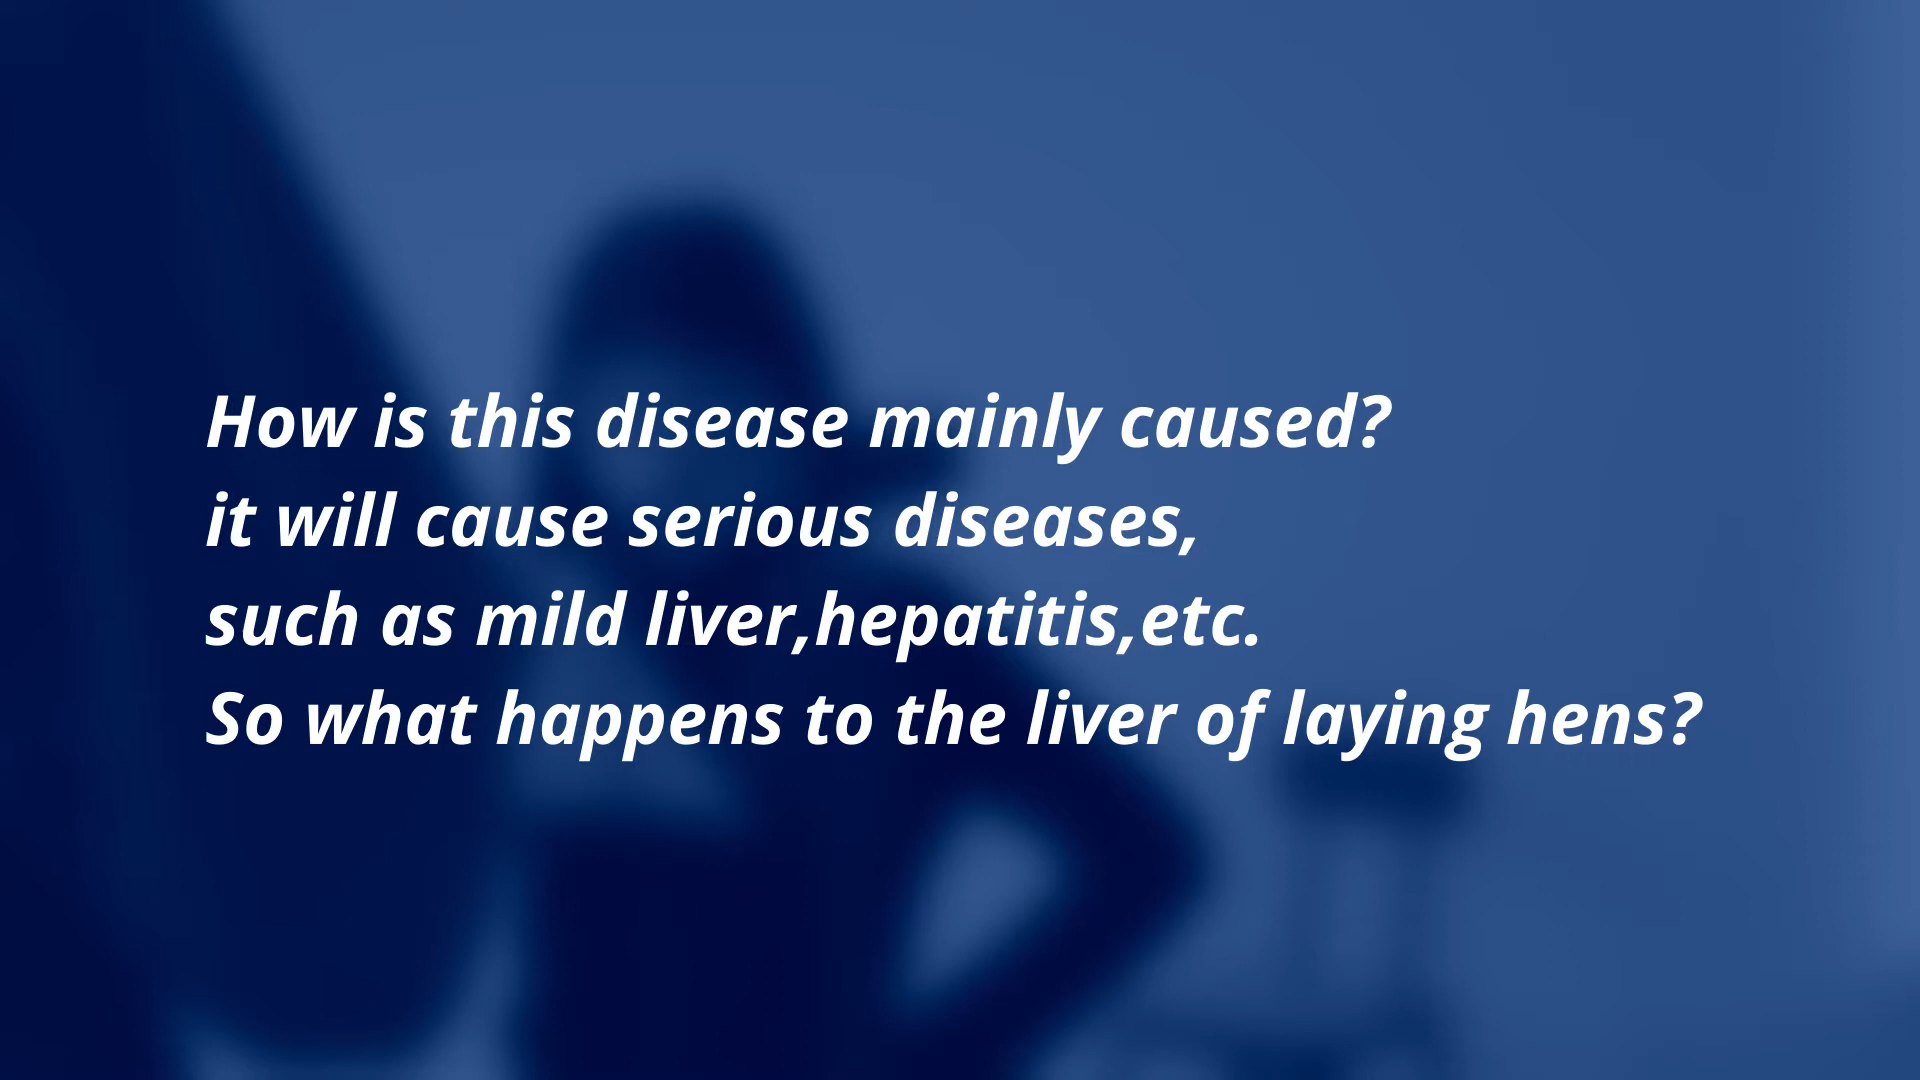 How is this disease mainly caused?
it will cause serious diseases,
such as mild liver,hepatitis,etc.
So what happens to the liver of laying hens?